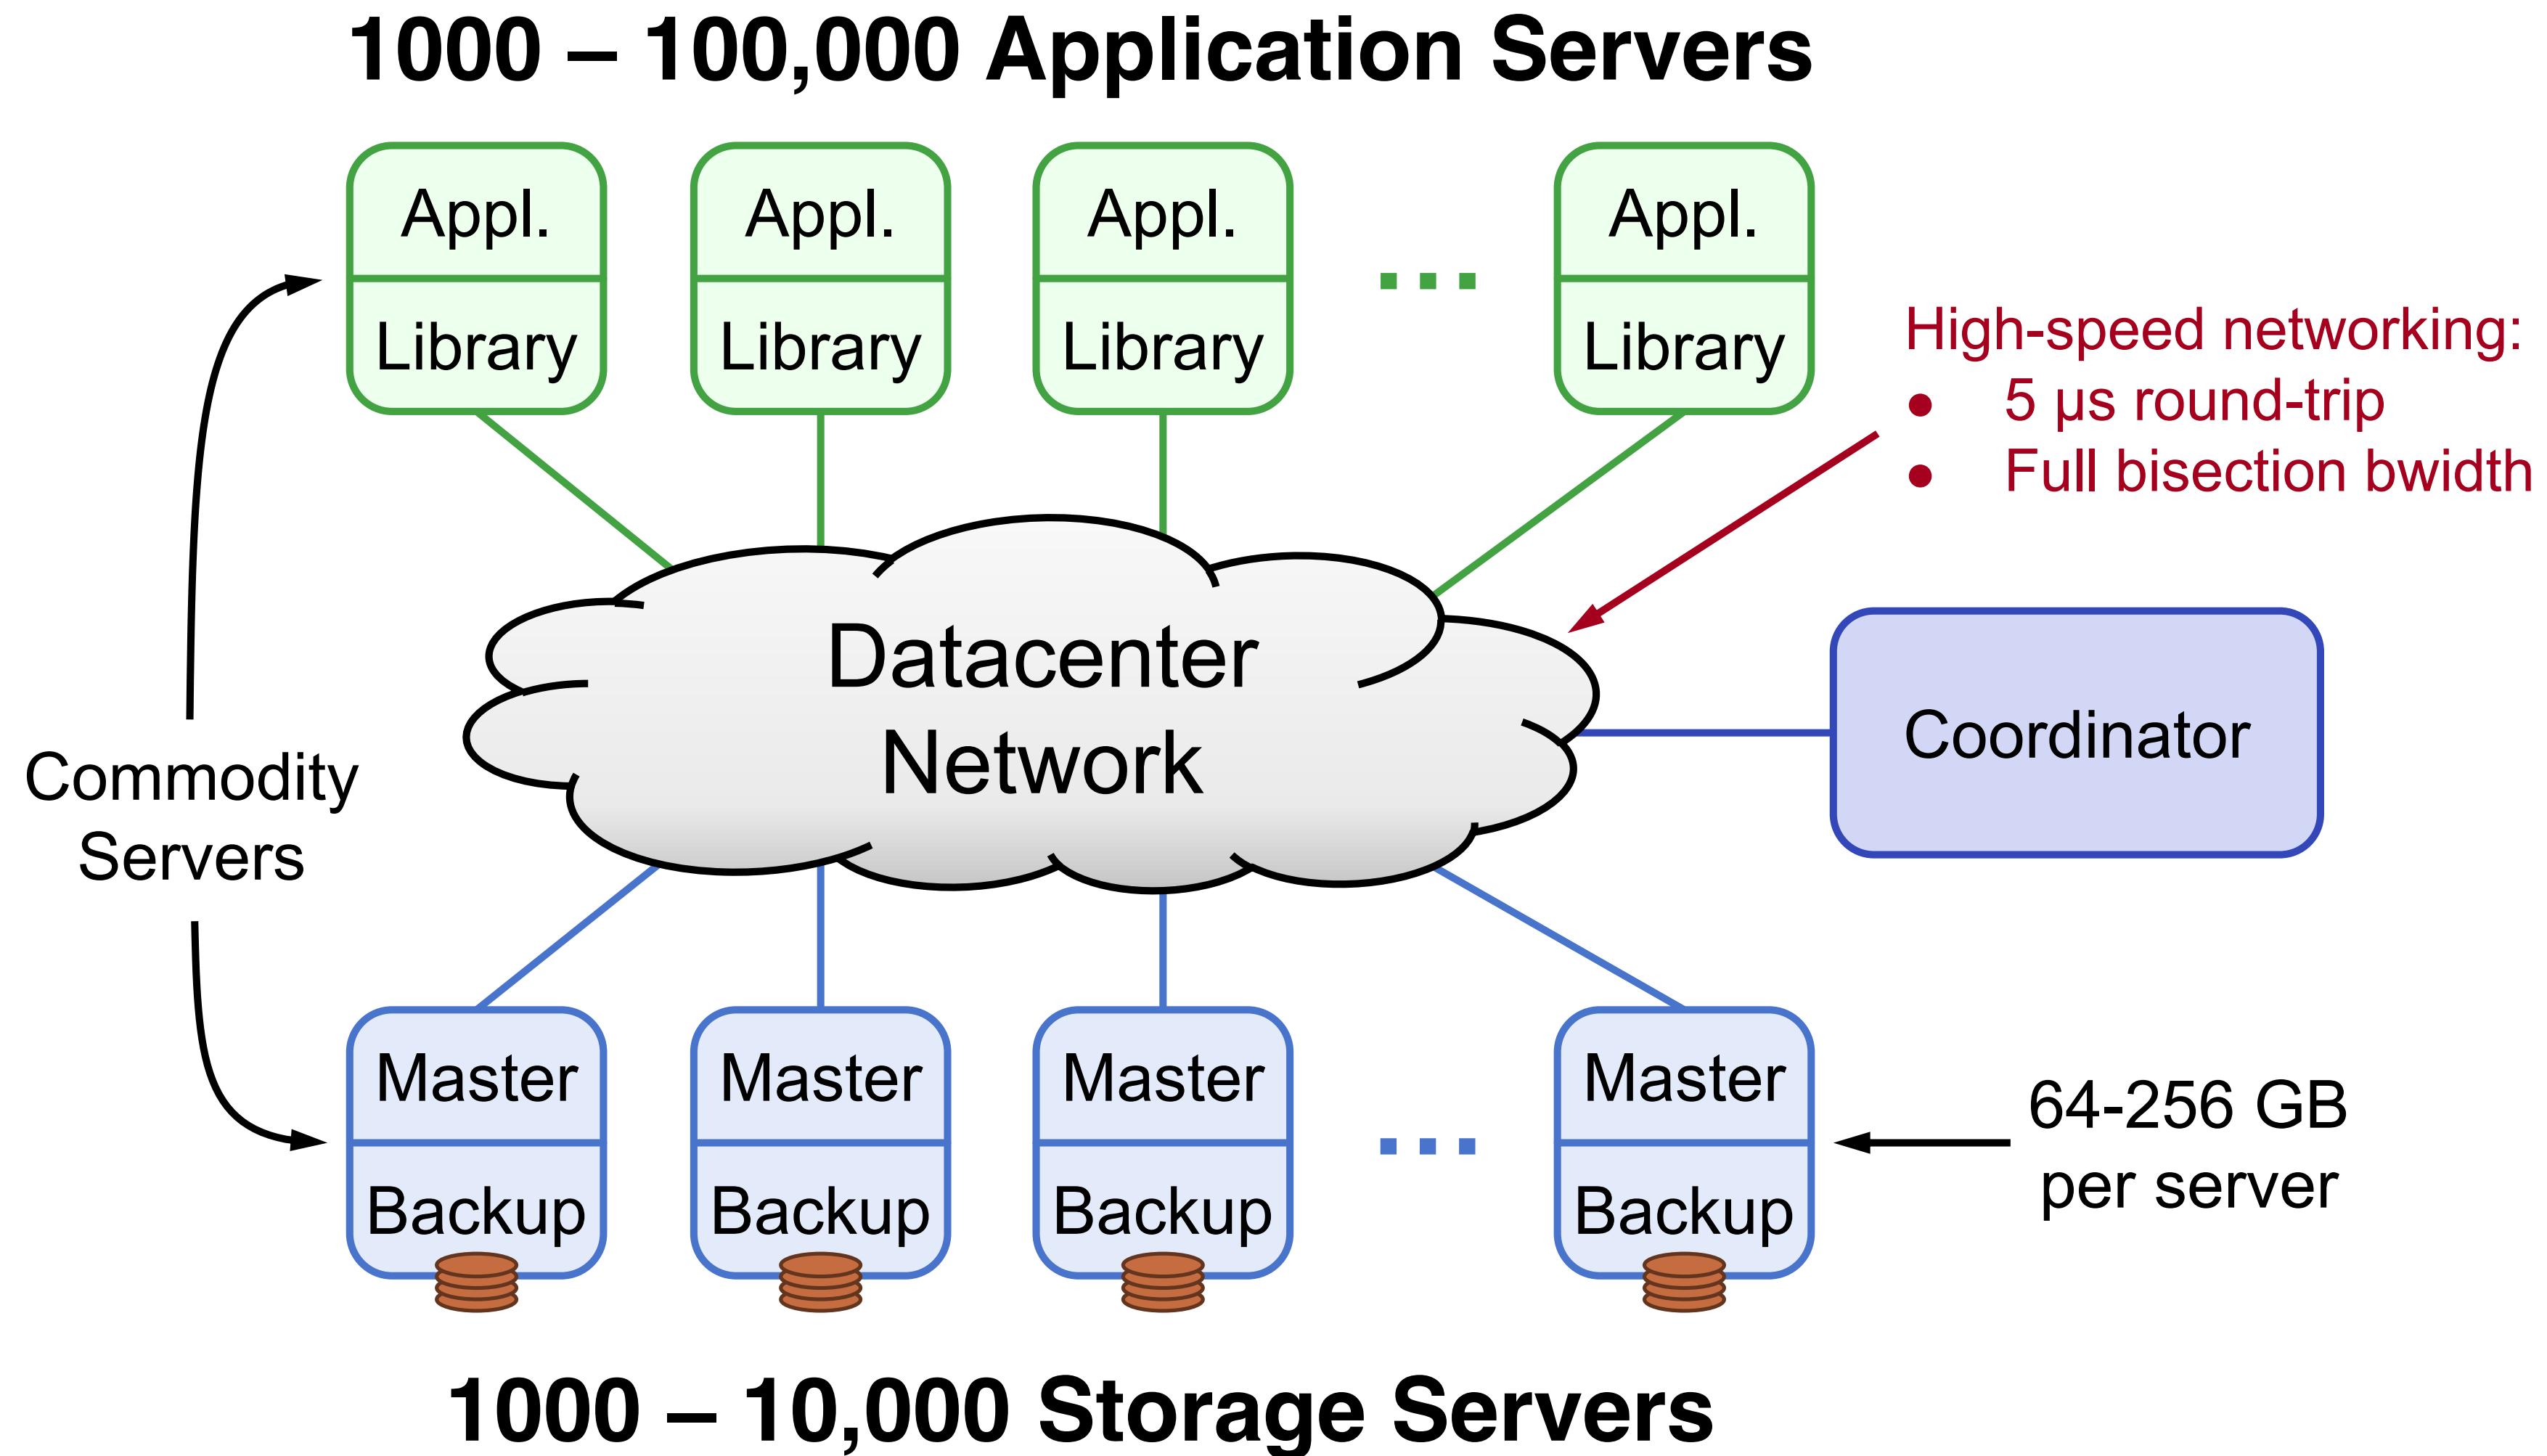 1000 – 100,000 Application Servers
Appl. Appl. Appl. Appl.
Library Library Library Library
High-speed networking:
● 5 μs round-trip
● Full bisection bwidth
Datacenter
Network
Coordinator
Commodity
Servers
Master Master Master Master
Backup Backup Backup Backup
64-256 GB
per server
1000 – 10,000 Storage Servers